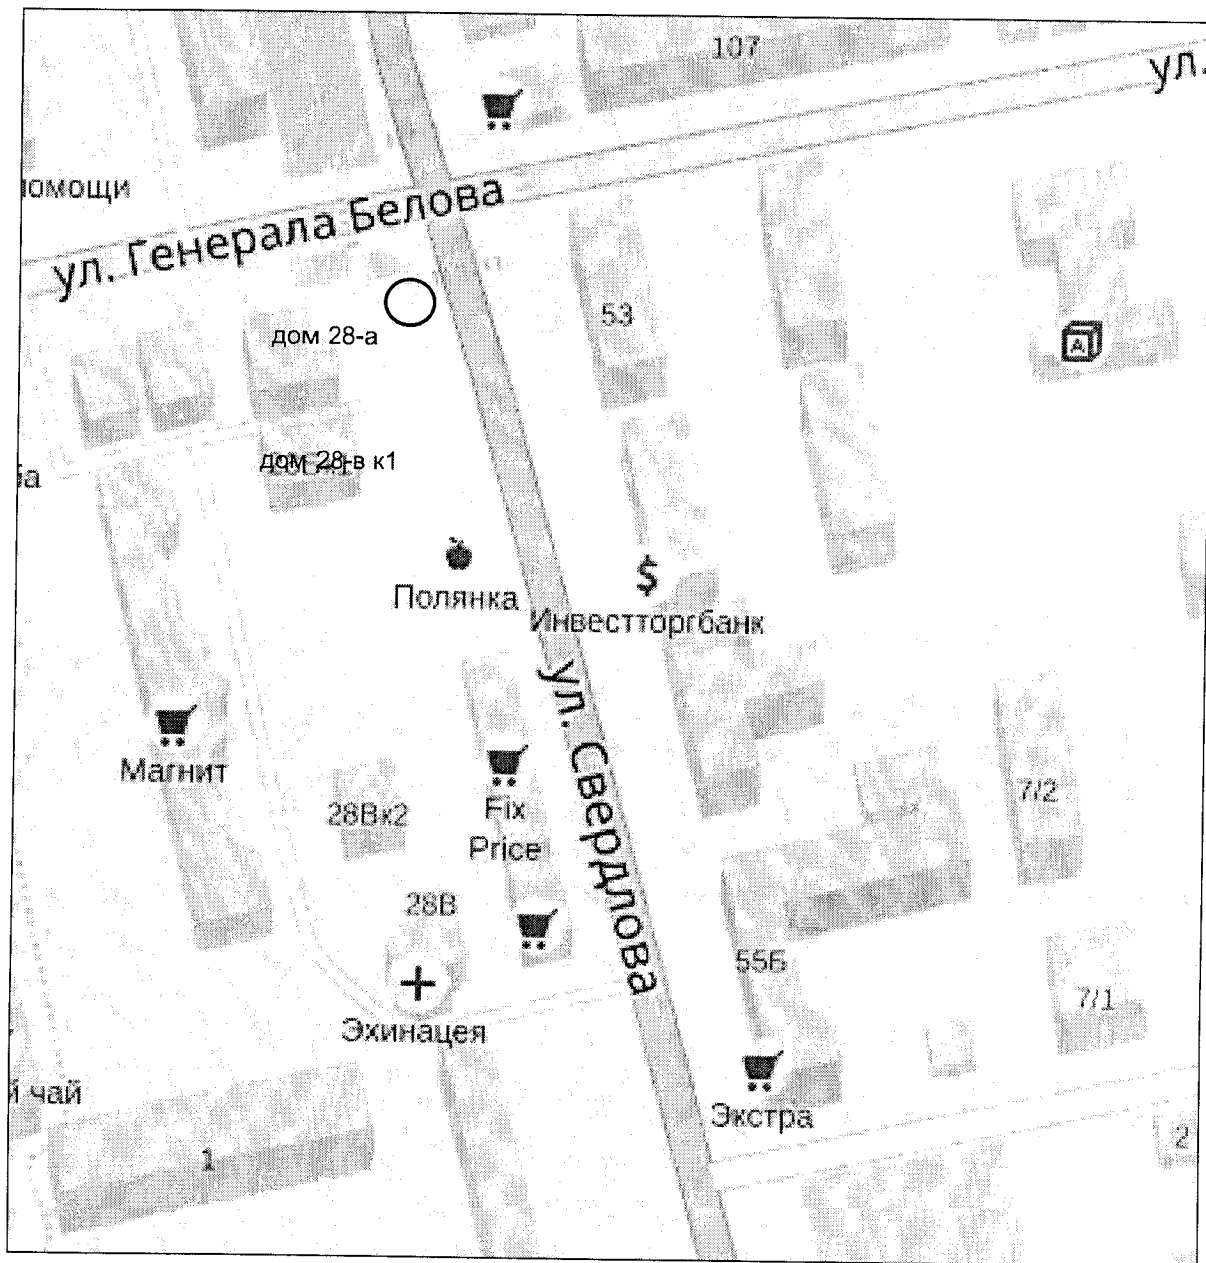 107
ул.
помощи
ул. Генерала Белова
53
дом 28-а
дом 28-в к1
ба
Полянка
$
Инвестторгбанк
ул. Свердлова
Магнит
Fix
Price
28Вк2
7/2
28В
55Б
7/1
Эхинацея
й чай
Экстра
1
2